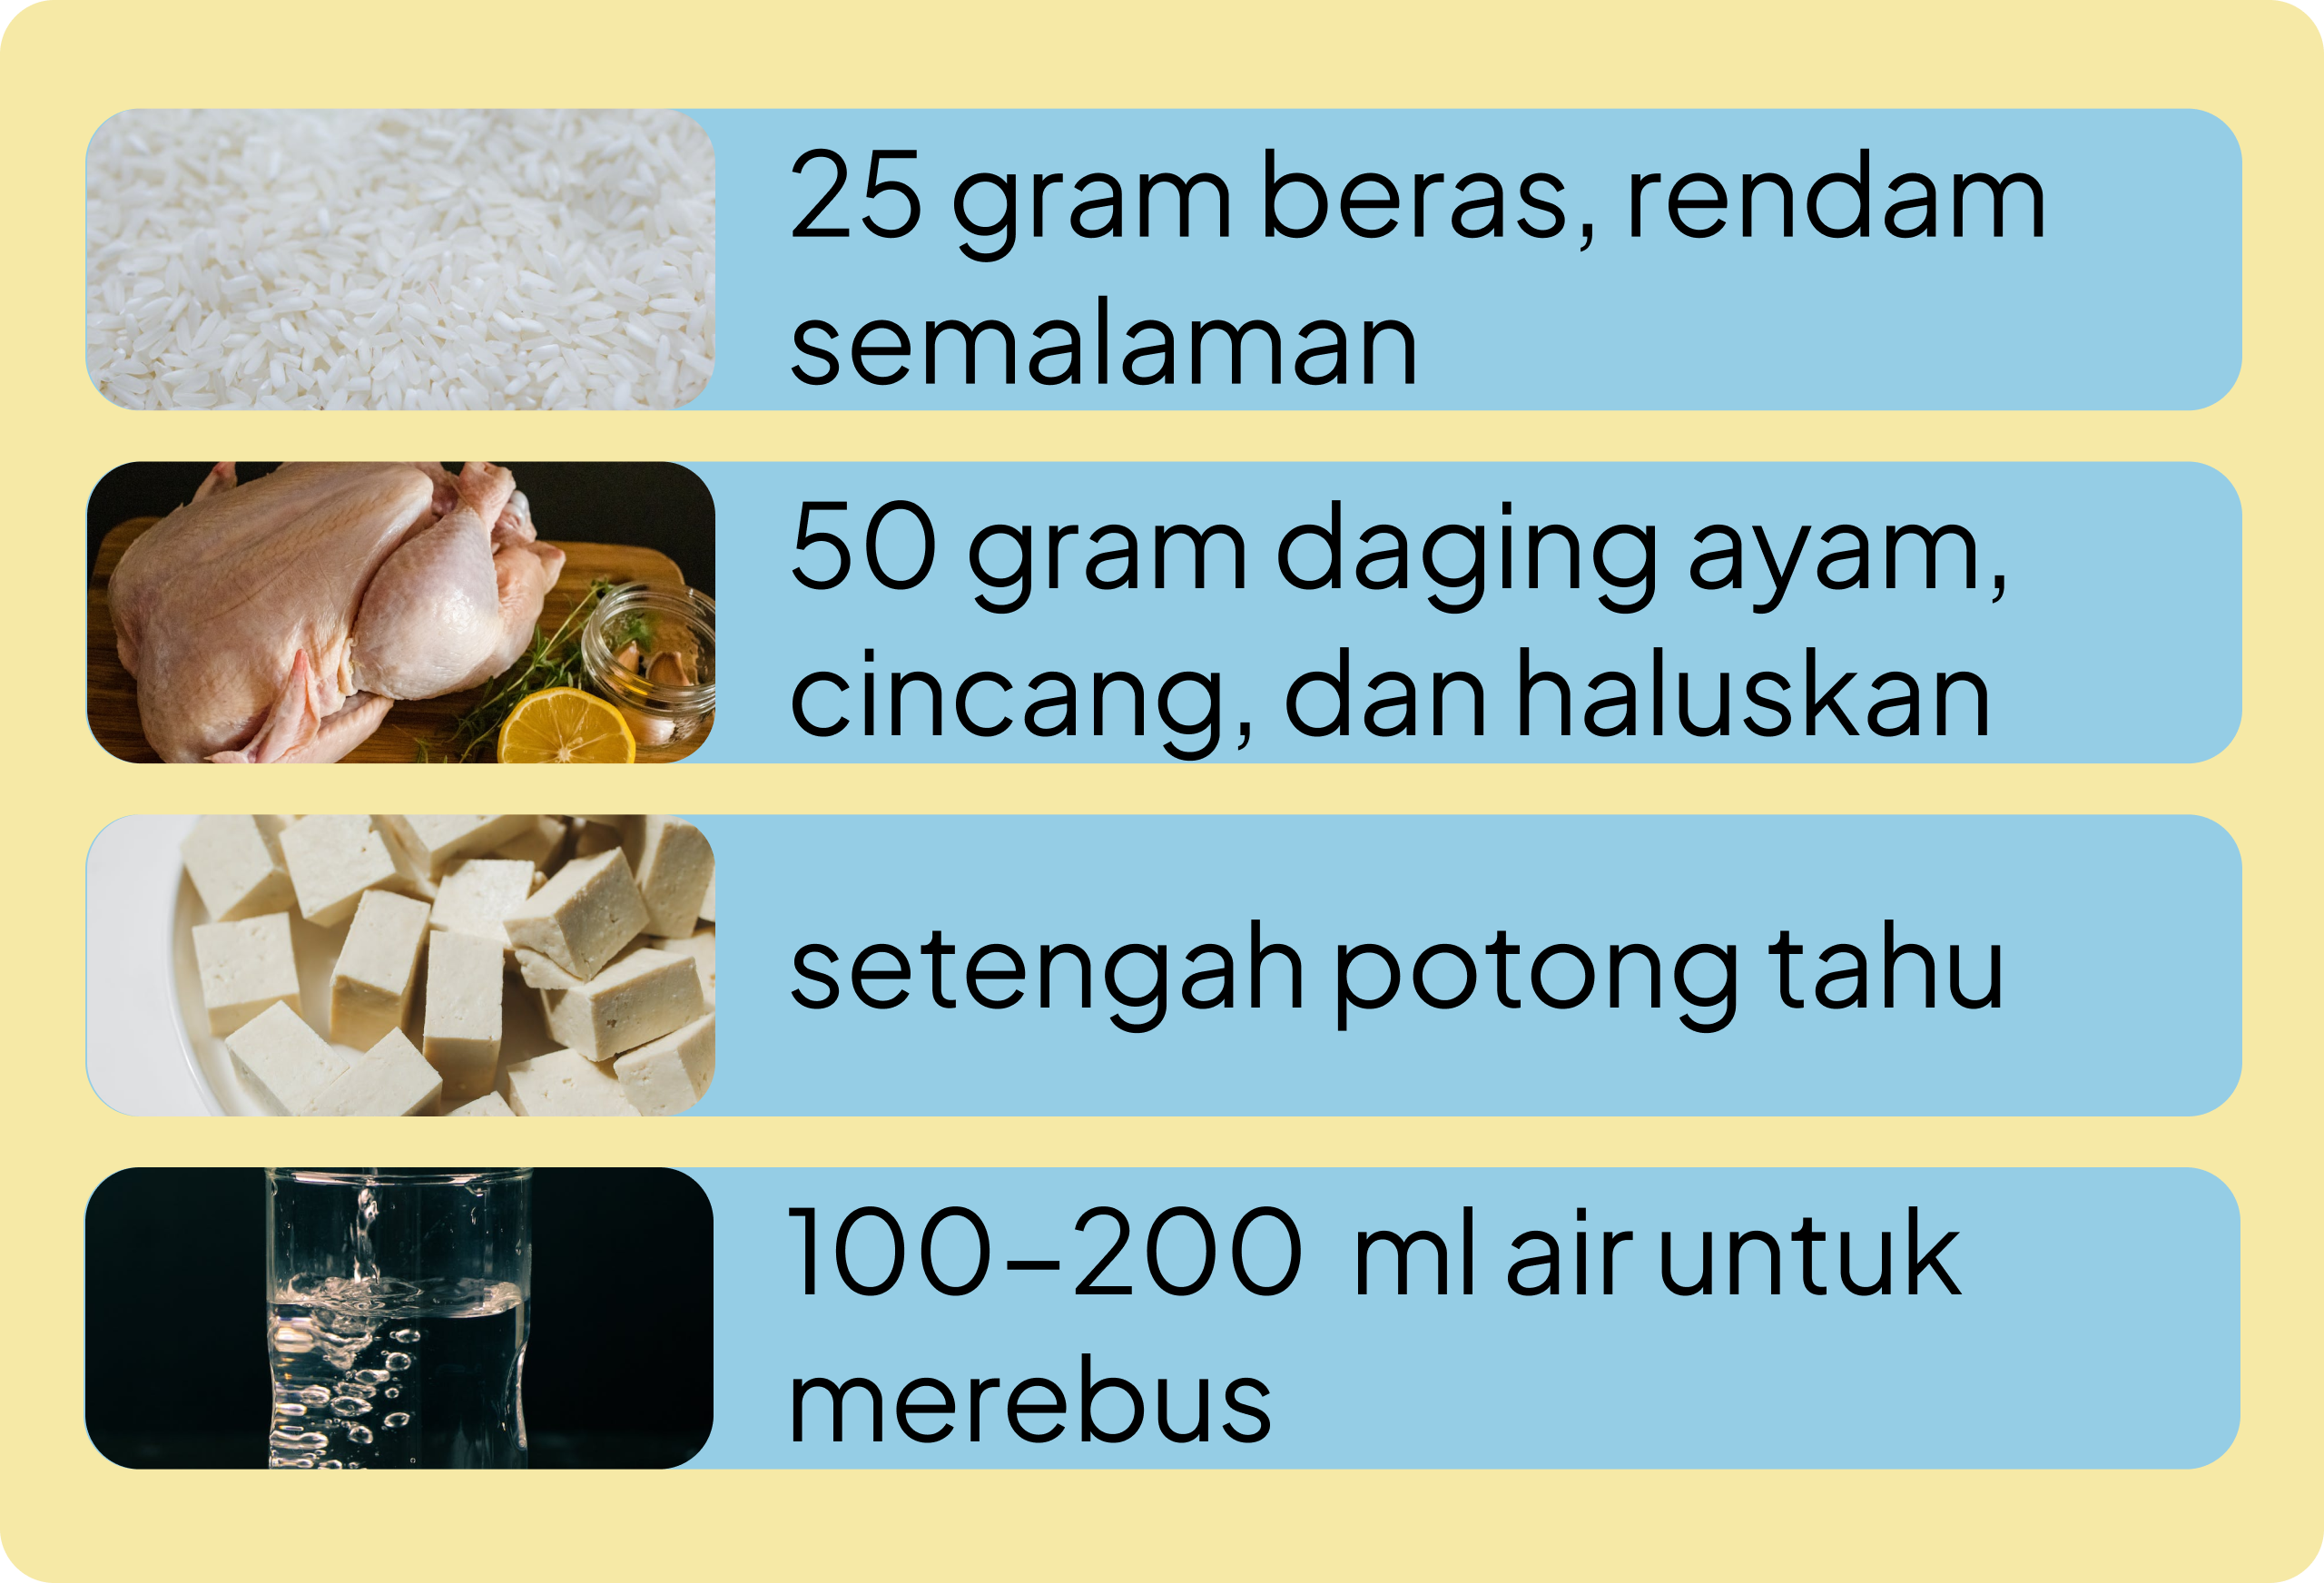 25 gram beras, rendam
semalaman
50 gram daging ayam,
cincang, dan haluskan
setengah potong tahu
100–200 ml air untuk
merebus